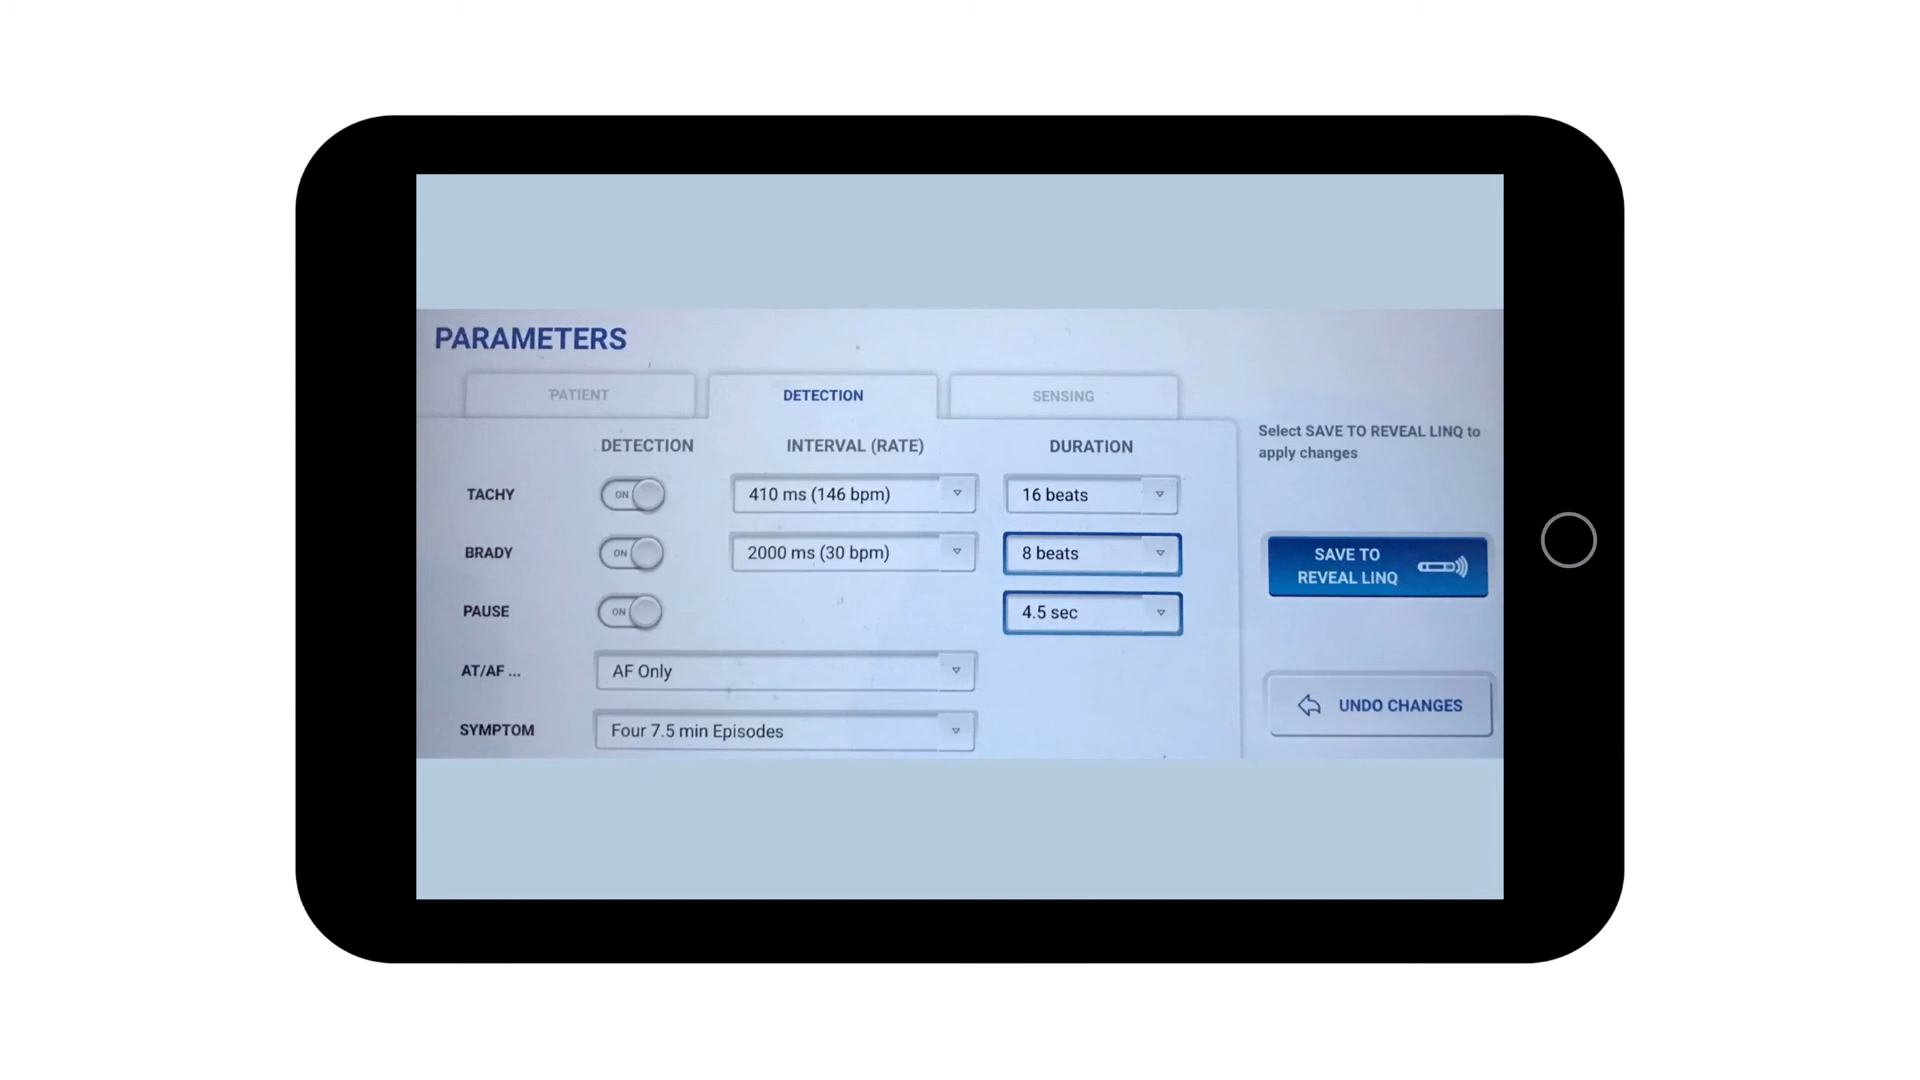 PARAMETERS
PATIENT DETECTION SENSING
DETECTION INTERVAL (RATE) DURATION
TACHY ON 410 ms (146 bpm) 16 beats
BRADY ON 2000 ms (30 bpm) 8 beats
PAUSE ON 4.5 sec
AT/AF ... AF Only
SYMPTOM Four 7.5 min Episodes
Select SAVE TO REVEAL LINQ to
apply changes
SAVE TO
REVEAL LINQ
UNDO CHANGES